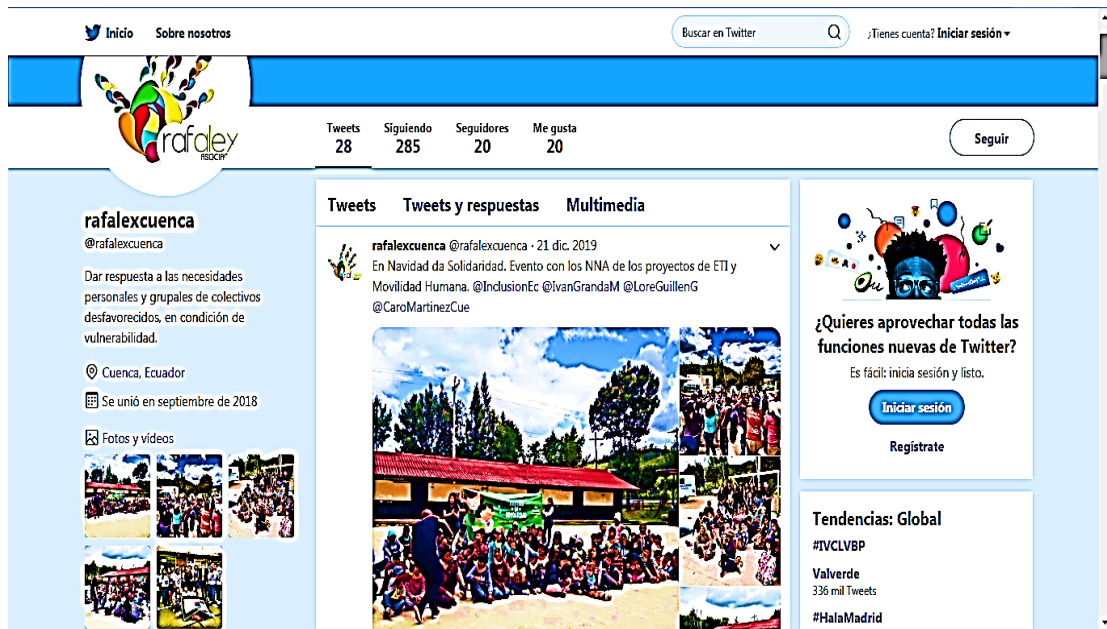 Inicio Sobre nosotros
Buscar en Twitter
¿Tienes cuenta? Iniciar sesión
rafaley
ASOCIA
Tweets Siguiendo Seguidores Me gusta
28 285 20 20
Seguir
rafalexcuenca
@rafalexcuenca
Dar respuesta a las necesidades
personales y grupales de colectivos
desfavorecidos, en condición de
vulnerabilidad.
Cuenca, Ecuador
Se unió en septiembre de 2018
Fotos y vídeos
Tweets Tweets y respuestas Multimedia
rafalexcuenca @rafalexcuenca · 21 dic. 2019
En Navidad da Solidaridad. Evento con los NNA de los proyectos de ETI y
Movilidad Humana. @InclusionEc @IvanGrandaM @LoreGuillenG
@CaroMartinezCue
¿Quieres aprovechar todas las
funciones nuevas de Twitter?
Es fácil: inicia sesión y listo.
Iniciar sesión
Regístrate
Tendencias: Global
#IVCLVBP
Valverde
336 mil Tweets
#HalaMadrid